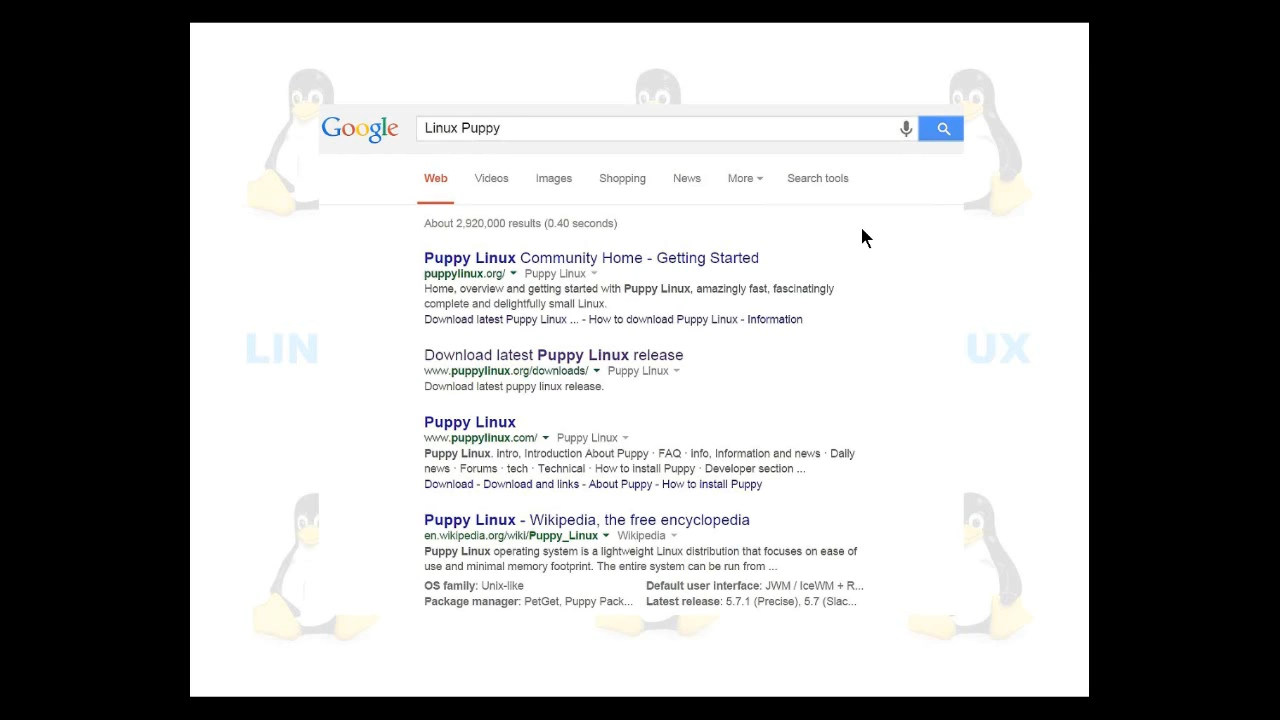 Google Linux Puppy
Web Videos Images Shopping News More Search tools
About 2,920,000 results (0.40 seconds)
Puppy Linux Community Home - Getting Started
puppylinux.org/ Puppy Linux
Home, overview and getting started with Puppy Linux, amazingly fast, fascinatingly
complete and delightfully small Linux.
Download latest Puppy Linux ... - How to download Puppy Linux - Information
LIN UX
Download latest Puppy Linux release
www.puppylinux.org/downloads/ Puppy Linux
Download latest puppy linux release.
Puppy Linux
www.puppylinux.com/ Puppy Linux
Puppy Linux. intro, Introduction About Puppy · FAQ · info, Information and news · Daily
news · Forums · tech · Technical · How to install Puppy · Developer section ...
Download - Download and links - About Puppy - How to install Puppy
Puppy Linux - Wikipedia, the free encyclopedia
en.wikipedia.org/wiki/Puppy_Linux Wikipedia
Puppy Linux operating system is a lightweight Linux distribution that focuses on ease of
use and minimal memory footprint. The entire system can be run from ...
OS family: Unix-like Default user interface: JWM / IceWM + R...
Package manager: PetGet, Puppy Pack... Latest release: 5.7.1 (Precise), 5.7 (Slac...